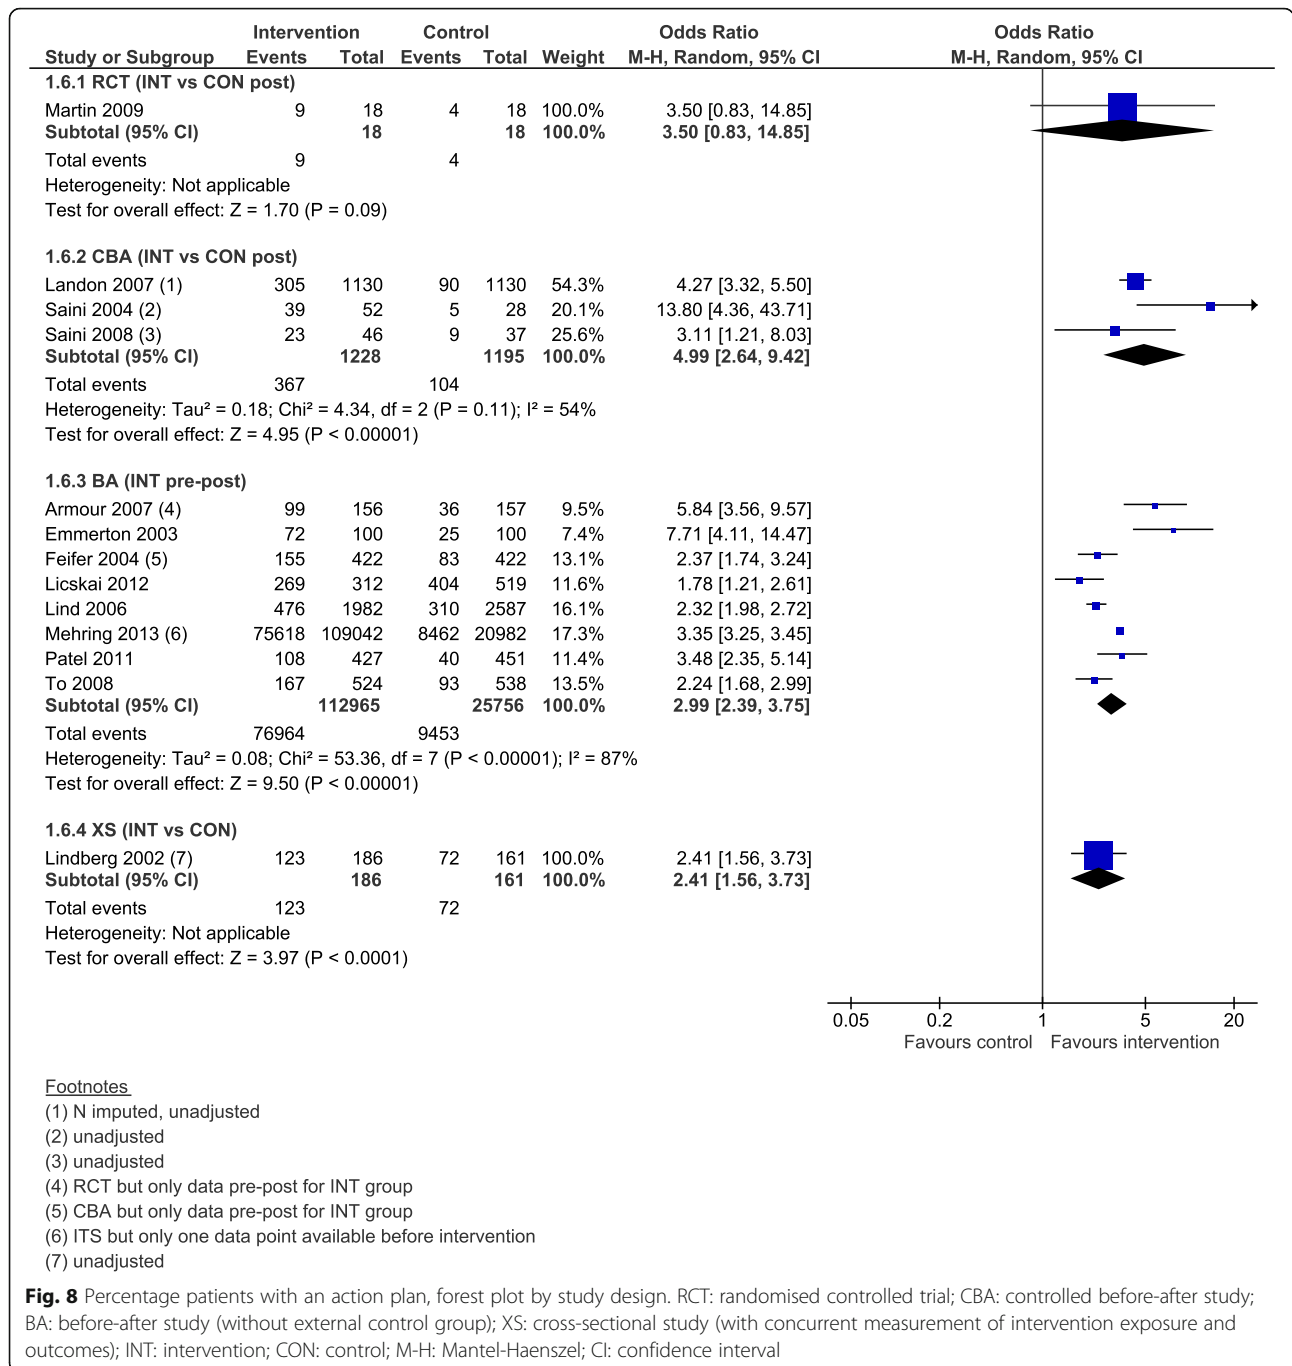 Intervention Control Odds Ratio Odds Ratio
Study or Subgroup Events Total Events Total Weight M-H, Random, 95% CI M-H, Random, 95% CI
1.6.1 RCT (INT vs CON post)
Martin 2009 9 18 4 18 100.0% 3.50 [0.83, 14.85]
Subtotal (95% CI) 18 18 100.0% 3.50 [0.83, 14.85]
Total events 9 4
Heterogeneity: Not applicable
Test for overall effect: Z = 1.70 (P = 0.09)
1.6.2 CBA (INT vs CON post)
Landon 2007 (1) 305 1130 90 1130 54.3% 4.27 [3.32, 5.50]
Saini 2004 (2) 39 52 5 28 20.1% 13.80 [4.36, 43.71]
Saini 2008 (3) 23 46 9 37 25.6% 3.11 [1.21, 8.03]
Subtotal (95% CI) 1228 1195 100.0% 4.99 [2.64, 9.42]
Total events 367 104
Heterogeneity: Tau² = 0.18; Chi² = 4.34, df = 2 (P = 0.11); I² = 54%
Test for overall effect: Z = 4.95 (P < 0.00001)
1.6.3 BA (INT pre-post)
Armour 2007 (4) 99 156 36 157 9.5% 5.84 [3.56, 9.57]
Emmerton 2003 72 100 25 100 7.4% 7.71 [4.11, 14.47]
Feifer 2004 (5) 155 422 83 422 13.1% 2.37 [1.74, 3.24]
Licskai 2012 269 312 404 519 11.6% 1.78 [1.21, 2.61]
Lind 2006 476 1982 310 2587 16.1% 2.32 [1.98, 2.72]
Mehring 2013 (6) 75618 109042 8462 20982 17.3% 3.35 [3.25, 3.45]
Patel 2011 108 427 40 451 11.4% 3.48 [2.35, 5.14]
To 2008 167 524 93 538 13.5% 2.24 [1.68, 2.99]
Subtotal (95% CI) 112965 25756 100.0% 2.99 [2.39, 3.75]
Total events 76964 9453
Heterogeneity: Tau² = 0.08; Chi² = 53.36, df = 7 (P < 0.00001); I² = 87%
Test for overall effect: Z = 9.50 (P < 0.00001)
1.6.4 XS (INT vs CON)
Lindberg 2002 (7) 123 186 72 161 100.0% 2.41 [1.56, 3.73]
Subtotal (95% CI) 186 161 100.0% 2.41 [1.56, 3.73]
Total events 123 72
Heterogeneity: Not applicable
Test for overall effect: Z = 3.97 (P < 0.0001)
0.05 0.2 1 5 20
Favours control Favours intervention
Footnotes
(1) N imputed, unadjusted
(2) unadjusted
(3) unadjusted
(4) RCT but only data pre-post for INT group
(5) CBA but only data pre-post for INT group
(6) ITS but only one data point available before intervention
(7) unadjusted
Fig. 8 Percentage patients with an action plan, forest plot by study design. RCT: randomised controlled trial; CBA: controlled before-after study;
BA: before-after study (without external control group); XS: cross-sectional study (with concurrent measurement of intervention exposure and
outcomes); INT: intervention; CON: control; M-H: Mantel-Haenszel; CI: confidence interval